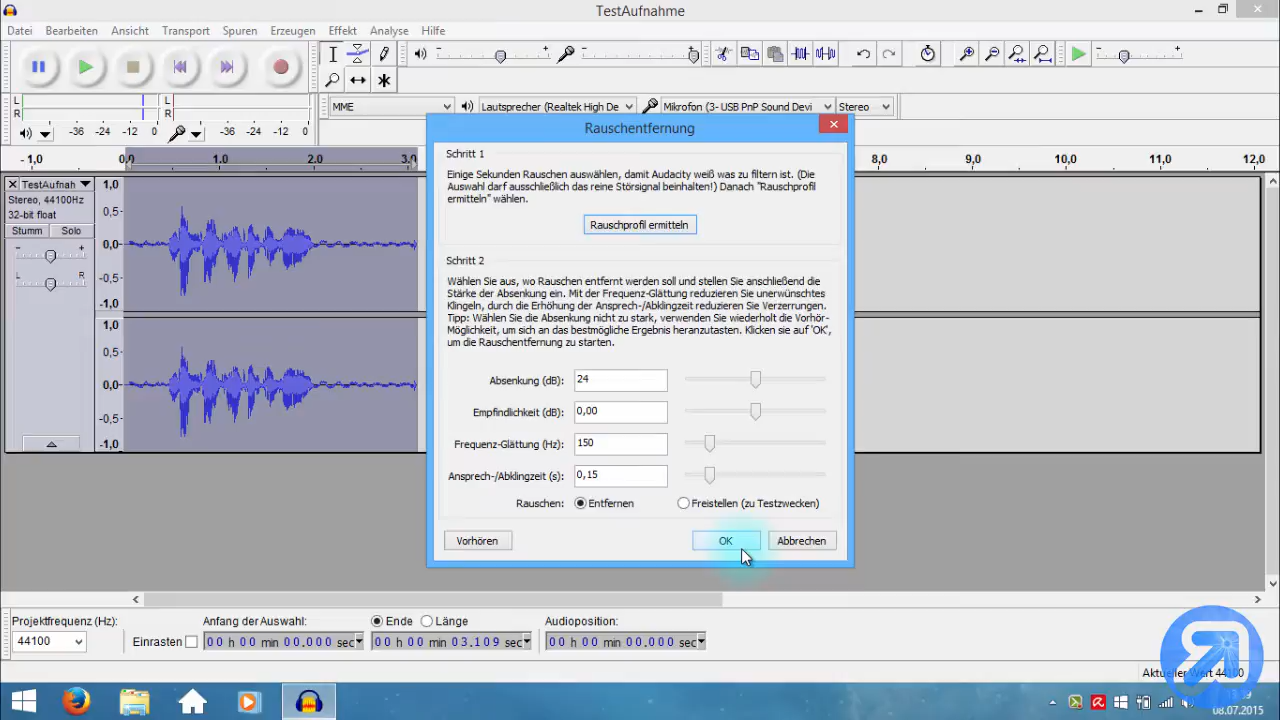 TestAufnahme
Datei Bearbeiten Ansicht Transport Spuren Erzeugen Effekt Analyse Hilfe
L
R
-36 -24 -12 0
L
R
-36 -24 -12 0
MME
Lautsprecher (Realtek High De
Mikrofon (3- USB PnP Sound Devi
Stereo
- 1,0 0,0 1,0 2,0 3,0 8,0 9,0 10,0 11,0 12,0
TestAufnah
Stereo, 44100Hz
32-bit float
Stumm Solo
- +
L R
1,0
0,5-
0,0-
-0,5-
-1,0
1,0
0,5-
0,0-
-0,5-
-1,0
Rauschentfernung
Schritt 1
Einige Sekunden Rauschen auswählen, damit Audacity weiß was zu filtern ist. (Die
Auswahl darf ausschließlich das reine Störsignal beinhalten!) Danach "Rauschprofil
ermitteln" wählen.
Rauschprofil ermitteln
Schritt 2
Wählen Sie aus, wo Rauschen entfernt werden soll und stellen Sie anschließend die
Stärke der Absenkung ein. Mit der Frequenz-Glättung reduzieren Sie unerwünschtes
Klingeln, durch die Erhöhung der Ansprech-/Abklingzeit reduzieren Sie Verzerrungen.
Tipp: Wählen Sie die Absenkung nicht zu stark, verwenden Sie wiederholt die Vorhör-
Möglichkeit, um sich an das bestmögliche Ergebnis heranzutasten. Klicken sie auf 'OK',
um die Rauschentfernung zu starten.
Absenkung (dB): 24
Empfindlichkeit (dB): 0,00
Frequenz-Glättung (Hz): 150
Ansprech-/Abklingzeit (s): 0,15
Rauschen: Entfernen Freistellen (zu Testzwecken)
Vorhören OK Abbrechen
Projektfrequenz (Hz): Anfang der Auswahl: Ende Länge Audioposition:
44100 Einrasten 00 h 00 min 00.000 sec 00 h 00 min 03.109 sec 00 h 00 min 00.000 sec
Aktueller Wert 44100
08.07.2015